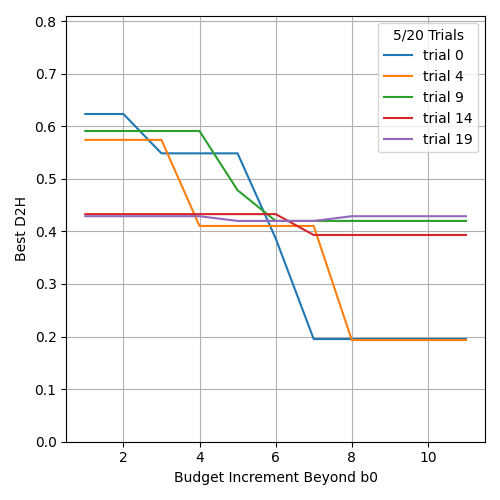 5/20 Trials
trial 0
trial 4
trial 9
trial 14
trial 19
0.8
0.7
0.6
0.5
0.4
0.3
0.2
0.1
0.0
Best D2H
2 4 6 8 10
Budget Increment Beyond b0